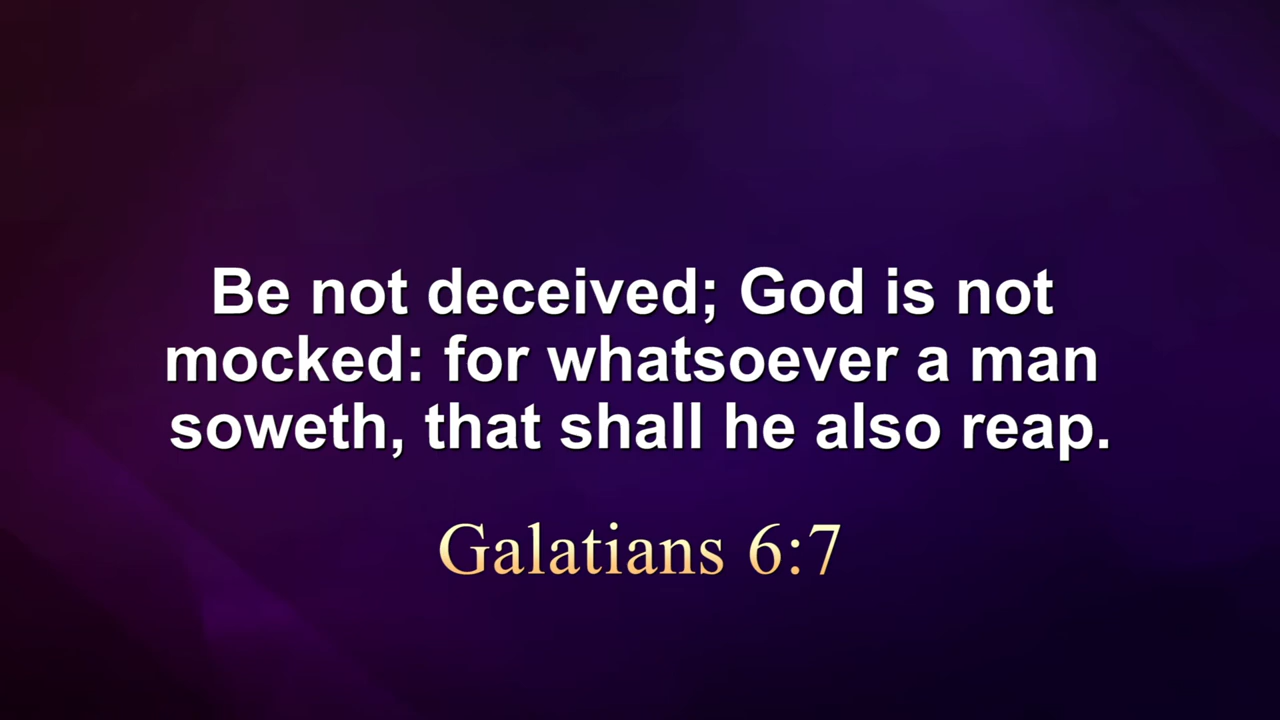 Be not deceived; God is not
mocked: for whatsoever a man
soweth, that shall he also reap.
Galatians 6:7